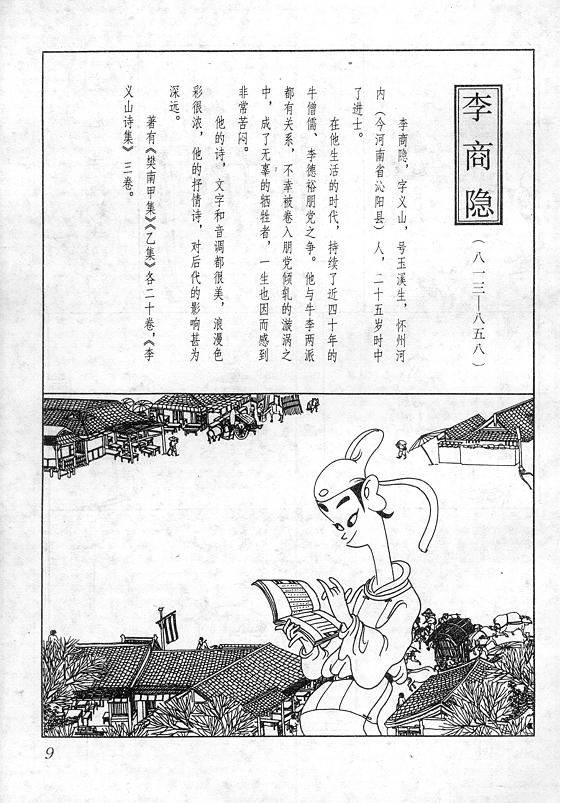 李商隐
（八一三—八五八）
李商隐，字义山，号玉溪生，怀州河
内（今河南省沁阳县）人，二十五岁时中
了进士。
在他生活的时代，持续了近四十年的
牛僧儒、李德裕朋党之争。他与牛李两派
都有关系，不幸被卷入朋党倾轧的漩涡之
中，成了无辜的牺牲者，一生也因而感到
非常苦闷。
他的诗，文字和音调都很美，浪漫色
彩很浓，他的抒情诗，对后代的影响甚为
深远。
著有《樊南甲集》《乙集》各二十卷，《李
义山诗集》三卷。
9